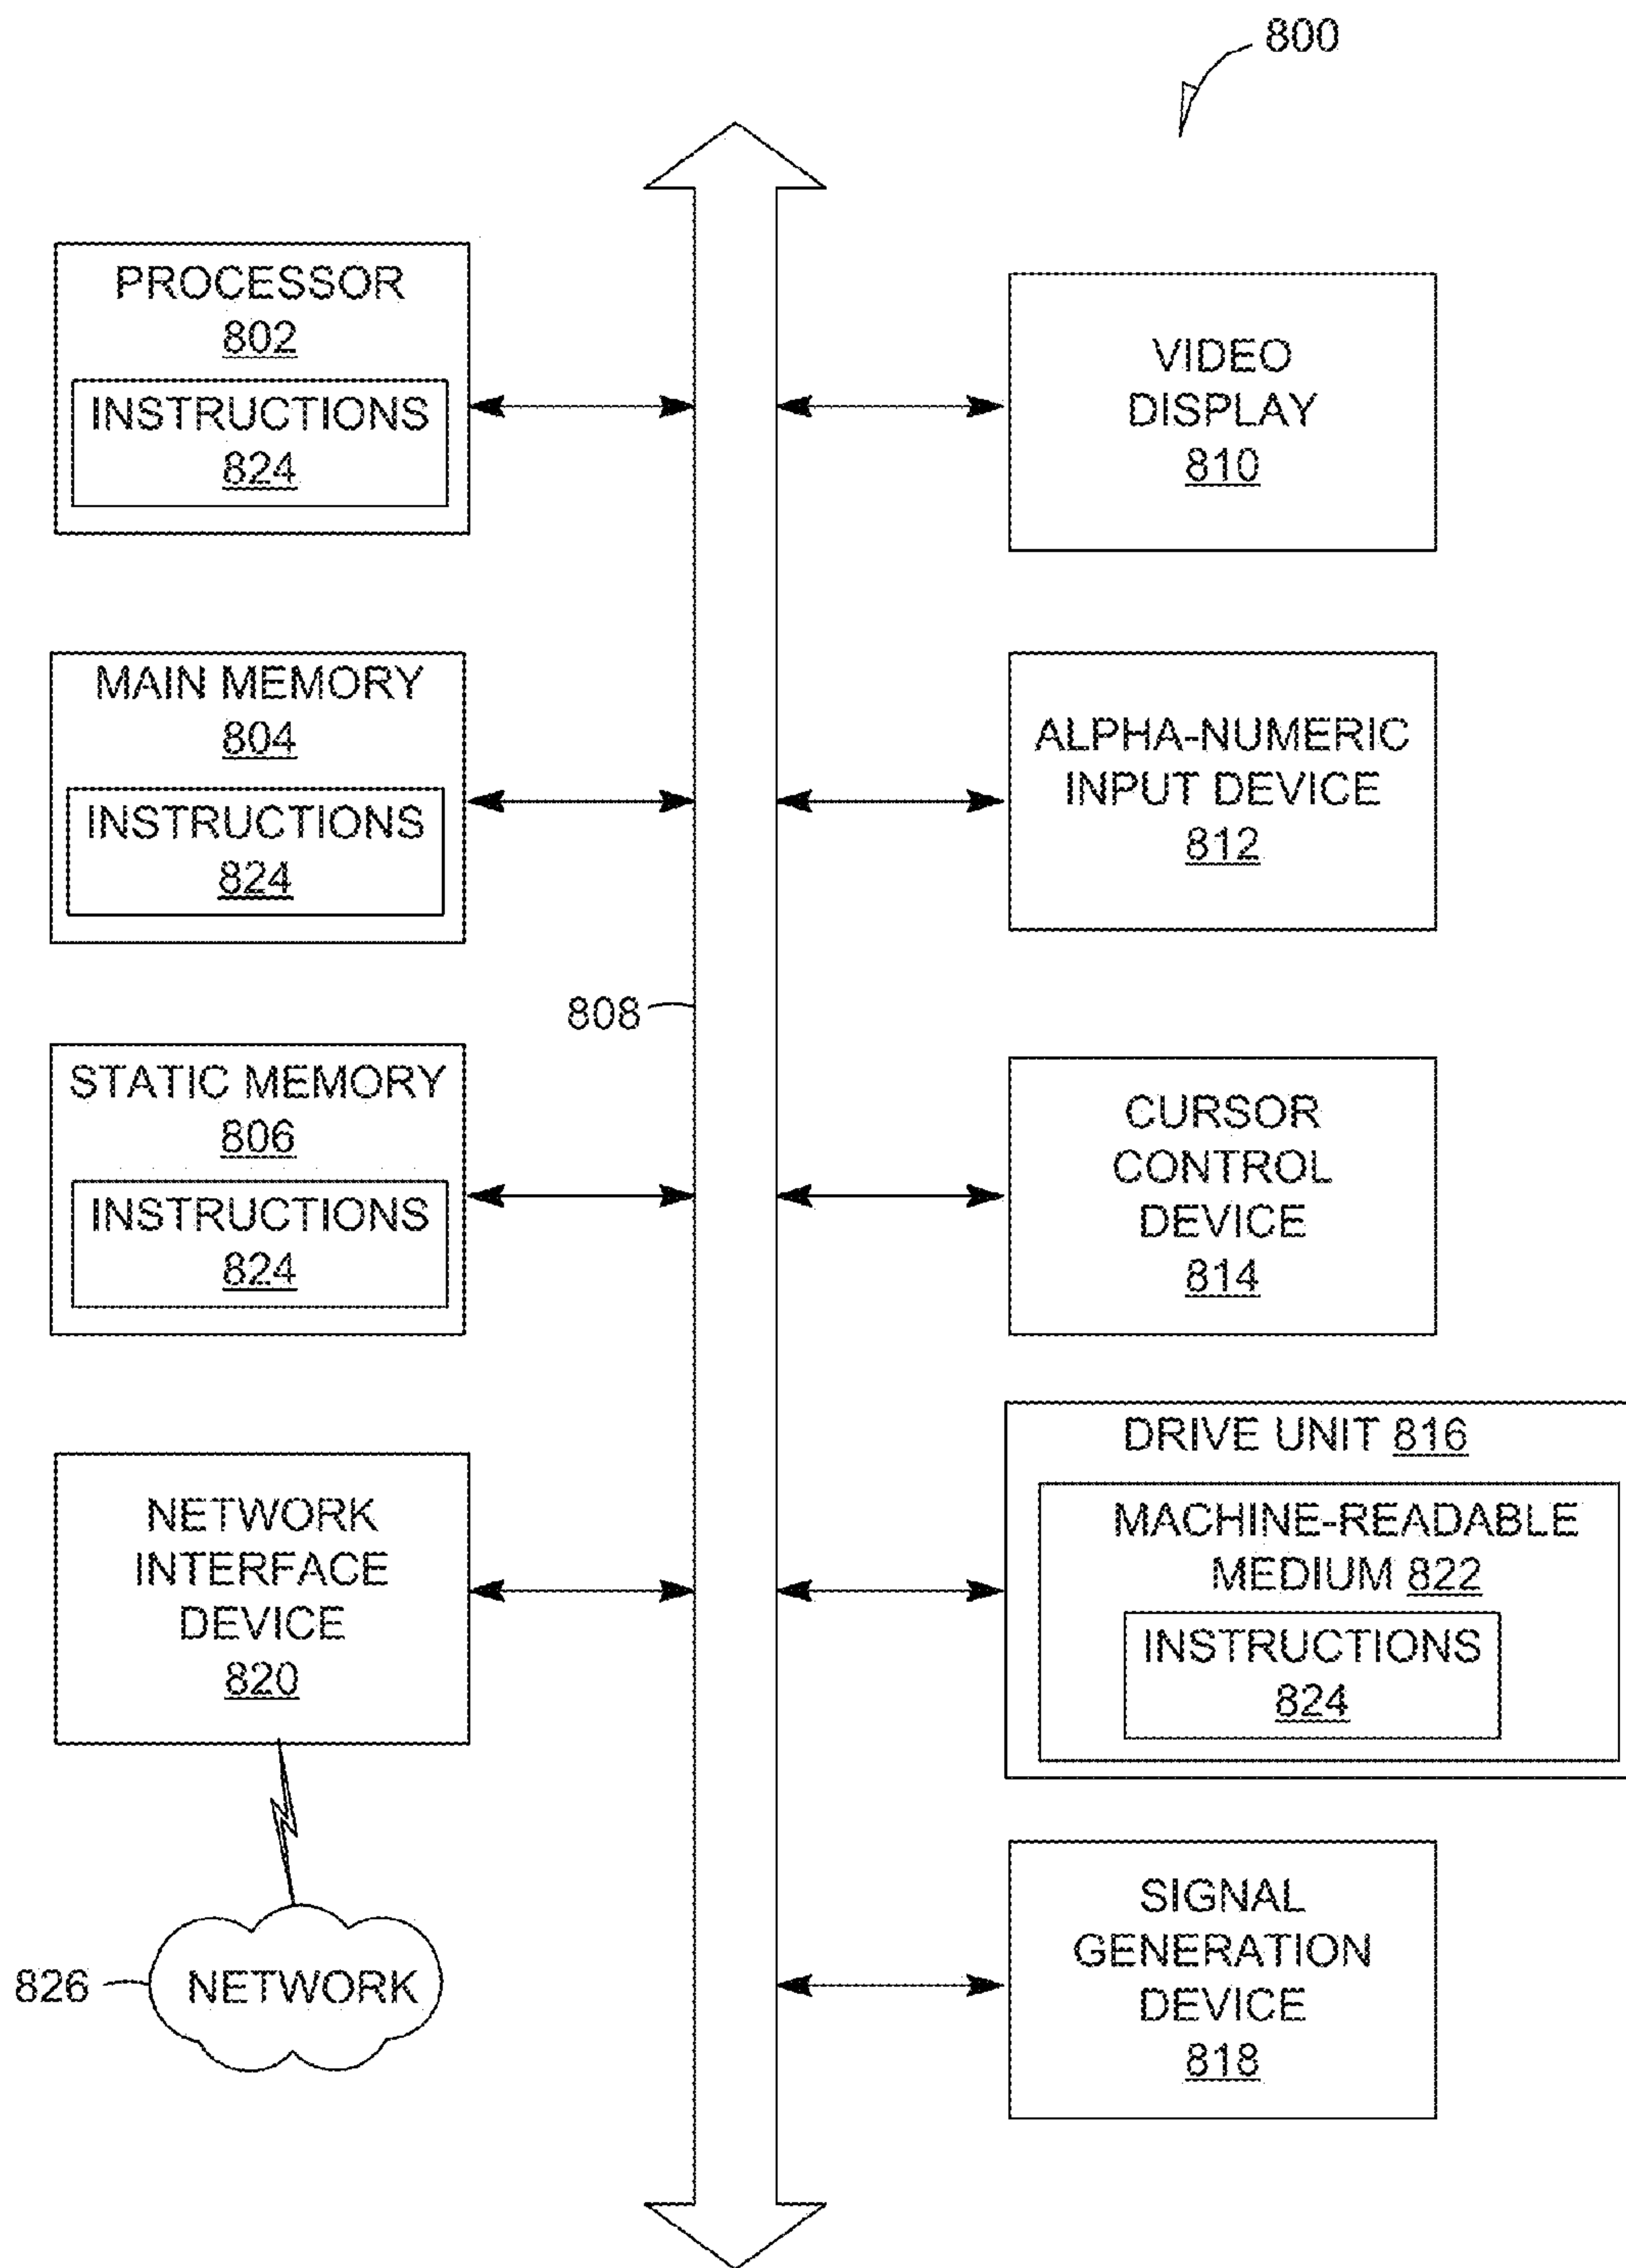 800
PROCESSOR
802
INSTRUCTIONS
824
MAIN MEMORY
804
INSTRUCTIONS
824
808
STATIC MEMORY
806
INSTRUCTIONS
824
NETWORK
INTERFACE
DEVICE
820
826
NETWORK
VIDEO
DISPLAY
810
ALPHA-NUMERIC
INPUT DEVICE
812
CURSOR
CONTROL
DEVICE
814
DRIVE UNIT 816
MACHINE-READABLE
MEDIUM 822
INSTRUCTIONS
824
SIGNAL
GENERATION
DEVICE
818